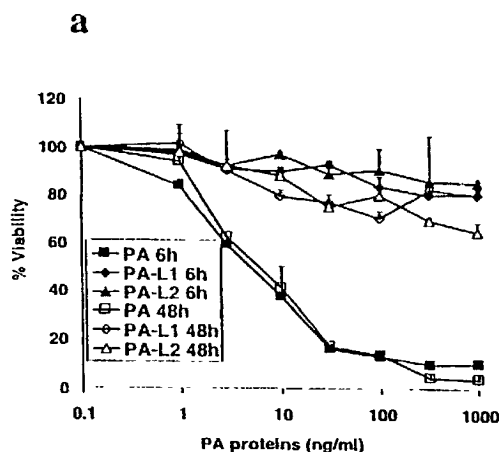 a
120
100
80
60
40
20
0
% Viability
PA 6h
PA-L1 6h
PA-L2 6h
PA 48h
PA-L1 48h
PA-L2 48h
0.1 1 10 100 1000
PA proteins (ng/ml)